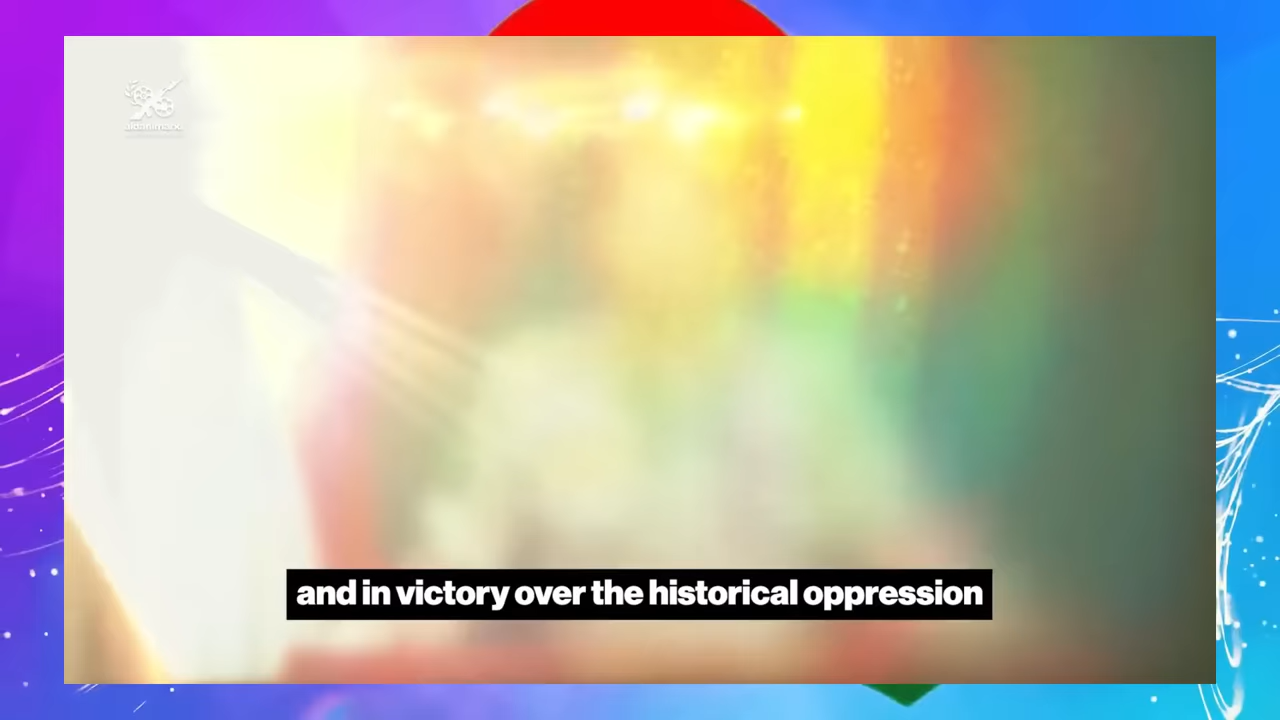 and in victory over the historical oppression